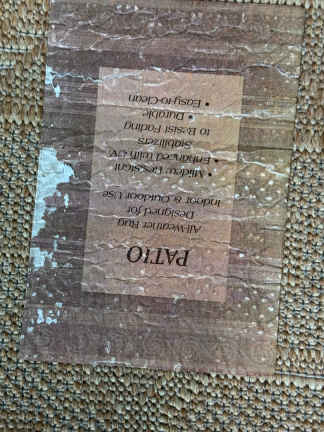 PATIO
All-Weather Rug
Designed for
Indoor & Outdoor Use
• Mildew Resistant
• Enhanced with UV
Stabilizers
to Resist Fading
• Durable
• Easy-to-Clean